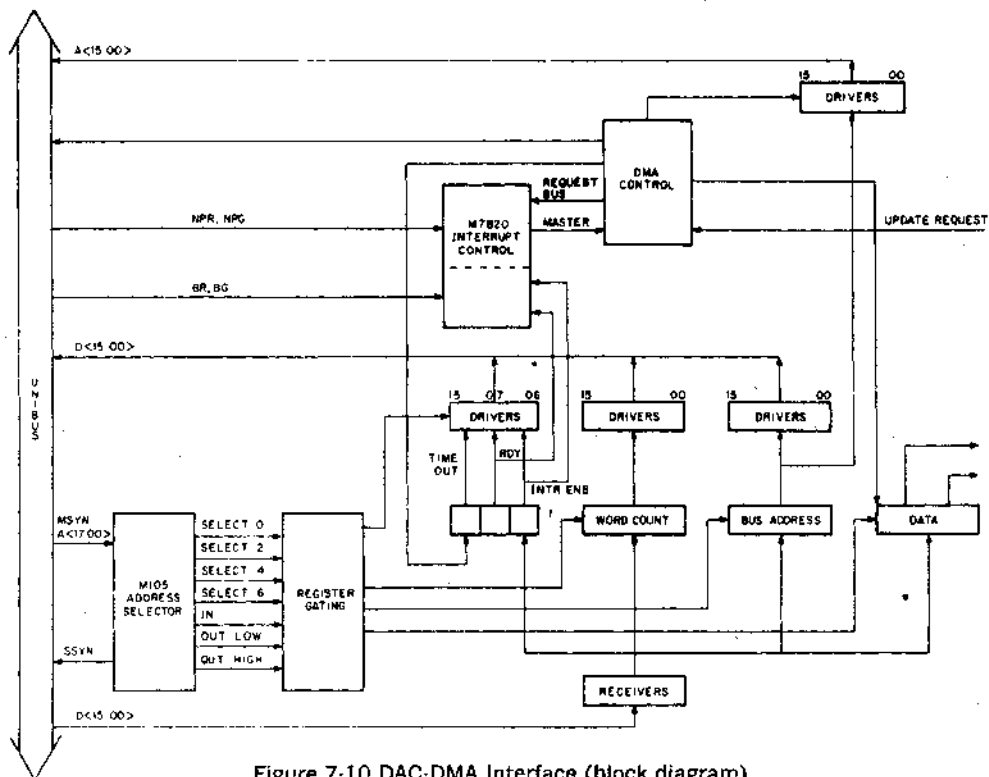 A<15:00>
15 00
DRIVERS
DMA
CONTROL
REQUEST
BUS
NPR, NPG
M7820
INTERRUPT
CONTROL
MASTER
UPDATE REQUEST
BR, BG
D<15:00>
UNIBUS
15 07 06
15 00
15 00
DRIVERS
DRIVERS
DRIVERS
TIME
OUT
RDY
INTR ENB
WORD COUNT
BUS ADDRESS
DATA
MSYN
A<17:00>
SELECT 0
SELECT 2
SELECT 4
SELECT 6
IN
OUT LOW
OUT HIGH
M105
ADDRESS
SELECTOR
REGISTER
GATING
SSYN
RECEIVERS
D<15:00>
Figure 7-10 DAC-DMA Interface (block diagram)